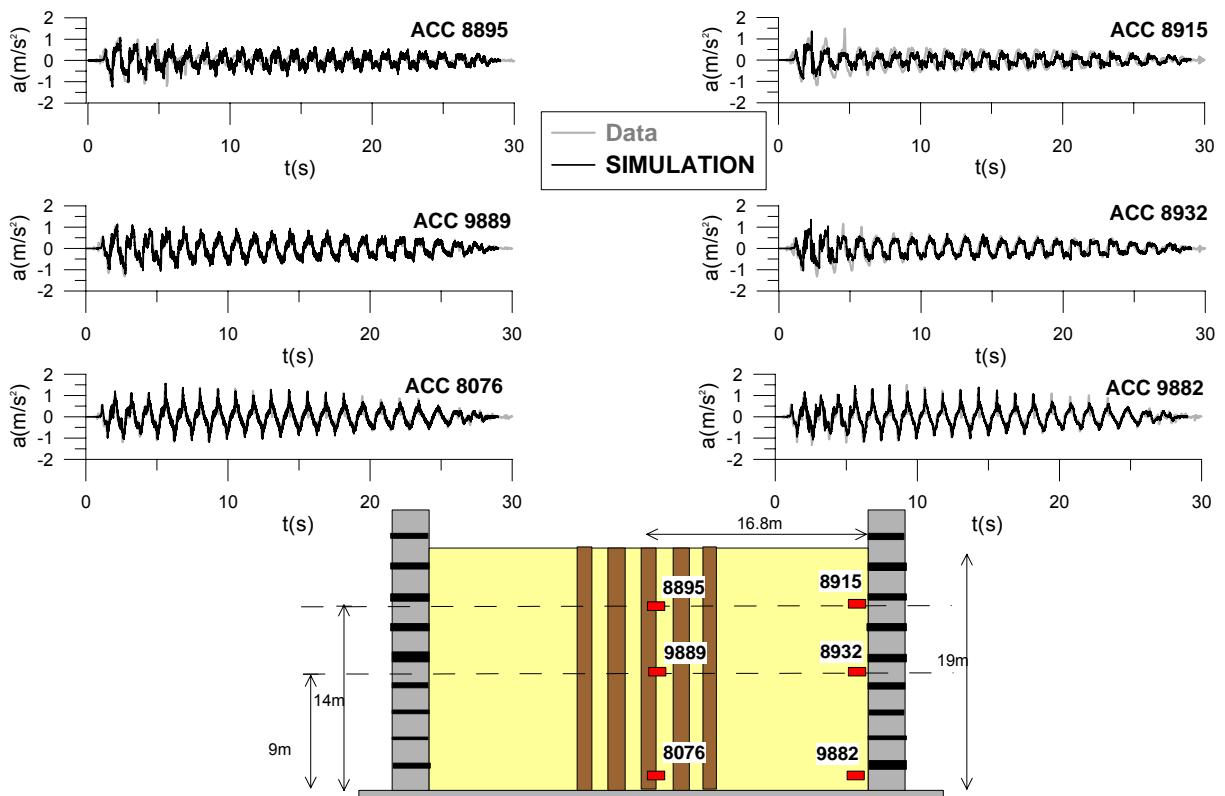 ACC 8895
a(m/s²)
2
1
0
-1
-2
0 10 20 30
t(s)
ACC 8915
a(m/s²)
2
1
0
-1
-2
0 10 20 30
t(s)
Data
SIMULATION
ACC 9889
a(m/s²)
2
1
0
-1
-2
0 10 20 30
t(s)
ACC 8932
a(m/s²)
2
1
0
-1
-2
0 10 20 30
t(s)
ACC 8076
a(m/s²)
2
1
0
-1
-2
0 10 20 30
t(s)
ACC 9882
a(m/s²)
2
1
0
-1
-2
0 10 20 30
t(s)
16.8m
8895
8915
9889
8932
19m
14m
9m
8076
9882